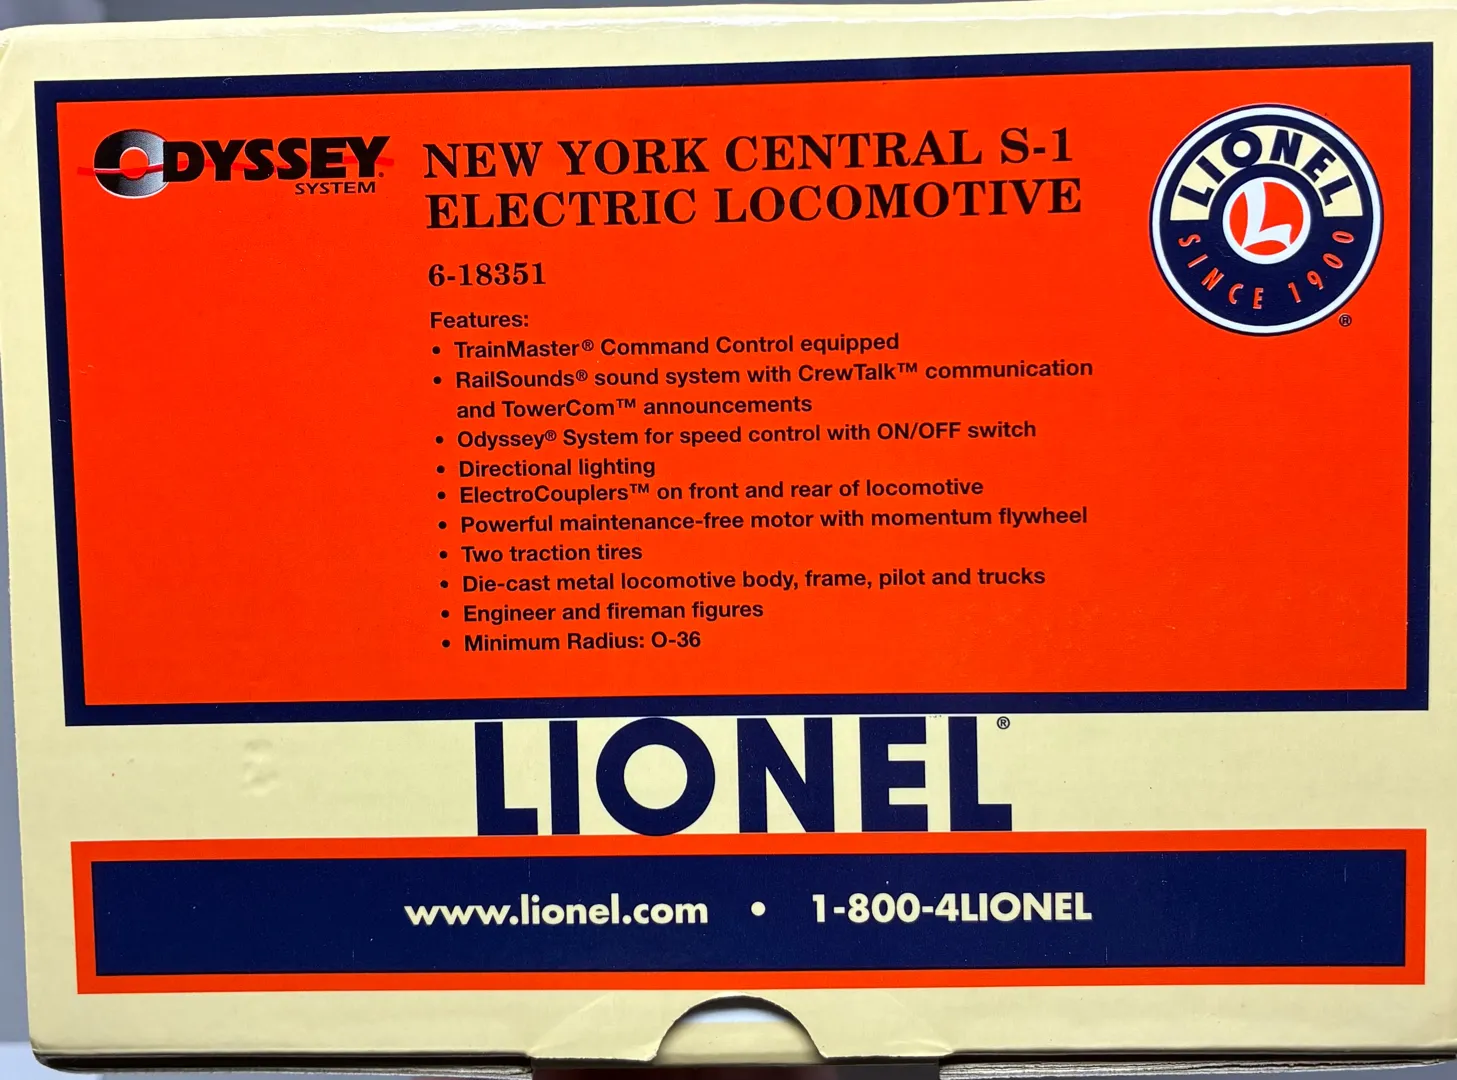 ODYSSEY®
SYSTEM
NEW YORK CENTRAL S-1
ELECTRIC LOCOMOTIVE
6-18351
LIONEL
L
SINCE 1900
®
Features:
• TrainMaster® Command Control equipped
• RailSounds® sound system with CrewTalk™ communication
and TowerCom™ announcements
• Odyssey® System for speed control with ON/OFF switch
• Directional lighting
• ElectroCouplers™ on front and rear of locomotive
• Powerful maintenance-free motor with momentum flywheel
• Two traction tires
• Die-cast metal locomotive body, frame, pilot and trucks
• Engineer and fireman figures
• Minimum Radius: O-36
LIONEL®
www.lionel.com • 1-800-4LIONEL